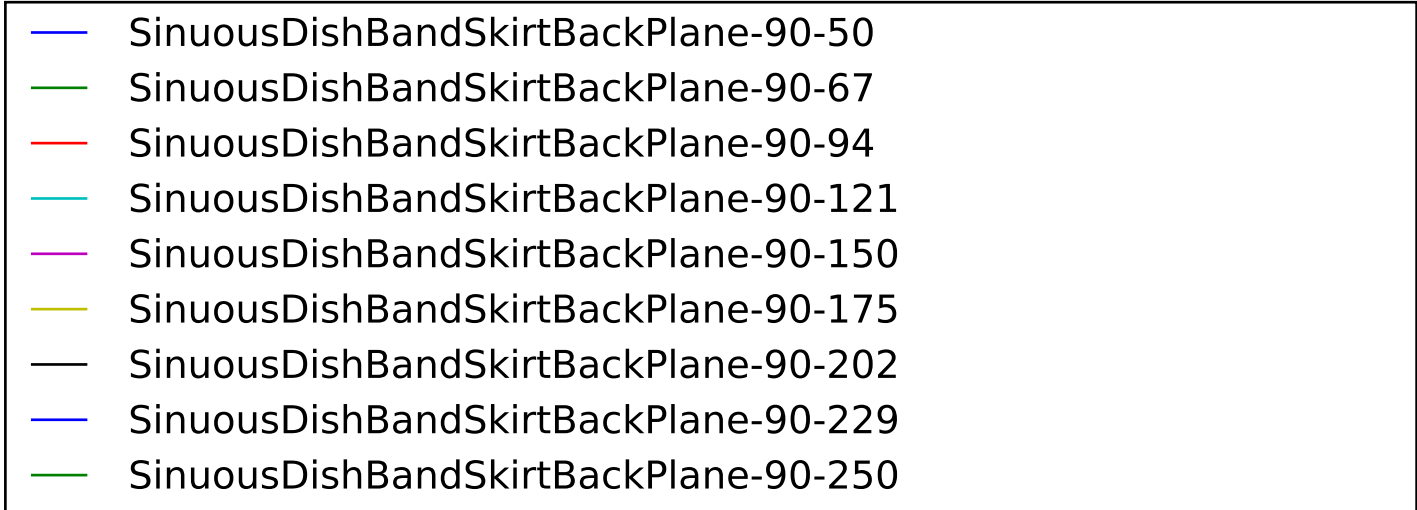 SinuousDishBandSkirtBackPlane-90-50
SinuousDishBandSkirtBackPlane-90-67
SinuousDishBandSkirtBackPlane-90-94
SinuousDishBandSkirtBackPlane-90-121
SinuousDishBandSkirtBackPlane-90-150
SinuousDishBandSkirtBackPlane-90-175
SinuousDishBandSkirtBackPlane-90-202
SinuousDishBandSkirtBackPlane-90-229
SinuousDishBandSkirtBackPlane-90-250